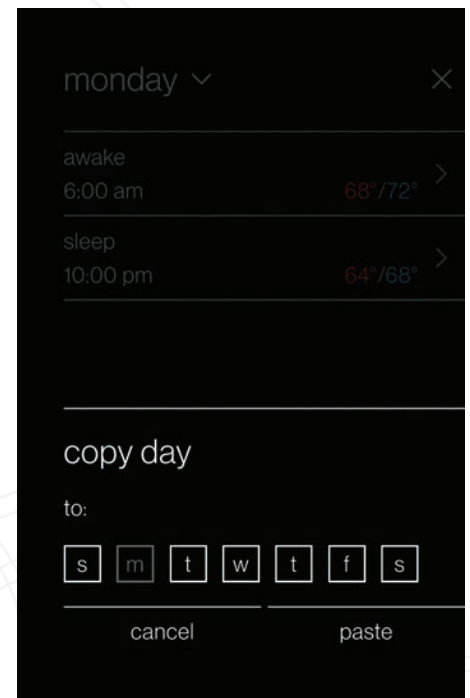 monday
awake
6:00 am 68°/72°
sleep
10:00 pm 64°/68°
copy day
to:
s m t w t f s
cancel paste